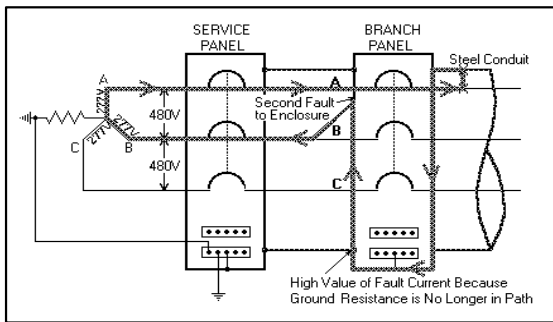 SERVICE
PANEL
BRANCH
PANEL
Steel Conduit
A
A
277V
Second Fault
to Enclosure
480V
277V
B
277V
C
B
480V
C
High Value of Fault Current Because
Ground Resistance is No Longer in Path